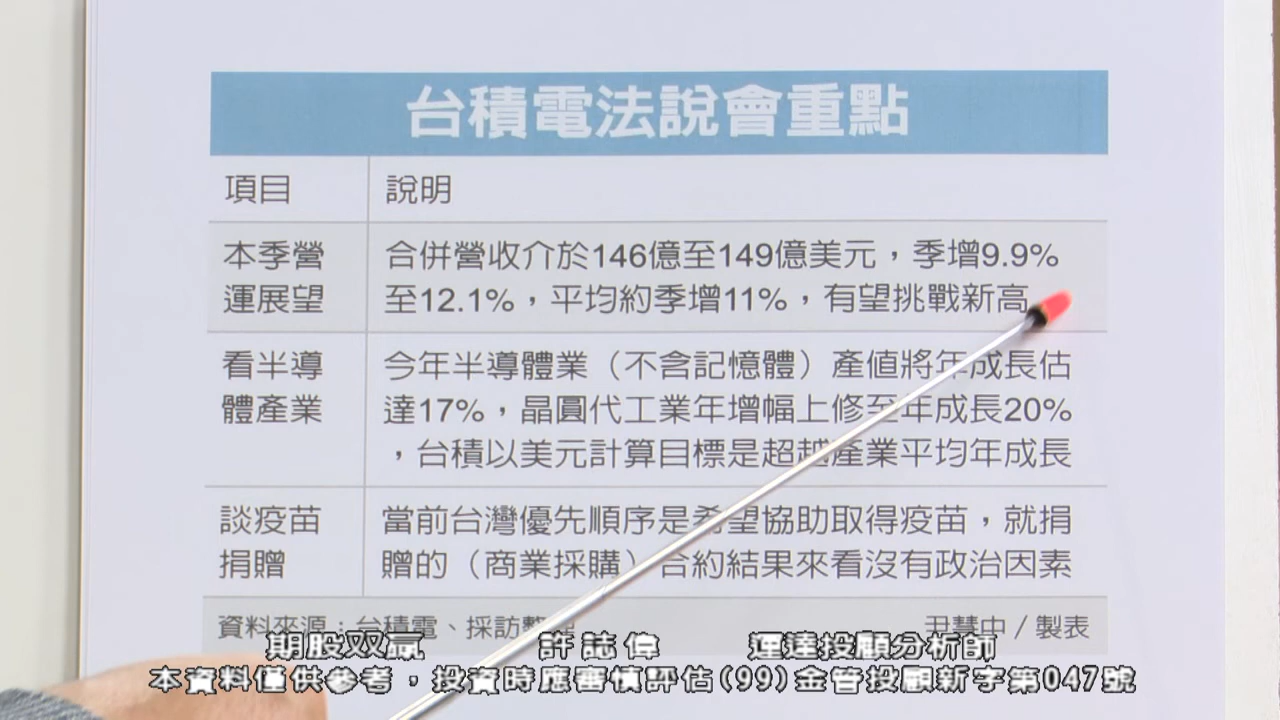 台積電法說會重點
項目
說明
本季營
運展望
合併營收介於146億至149億美元，季增9.9%
至12.1%，平均約季增11%，有望挑戰新高
看半導
體產業
今年半導體業（不含記憶體）產值將年成長估
達17%，晶圓代工業年增幅上修至年成長20%
，台積以美元計算目標是超越產業平均年成長
談疫苗
捐贈
當前台灣優先順序是希望協助取得疫苗，就捐
贈的（商業採購）合約結果來看沒有政治因素
資料來源：台積電、採訪整
尹慧中／製表
期股双贏 許誌偉 運達投顧分析師
本資料僅供參考，投資時應審慎評估(99)金管投顧新字第047號